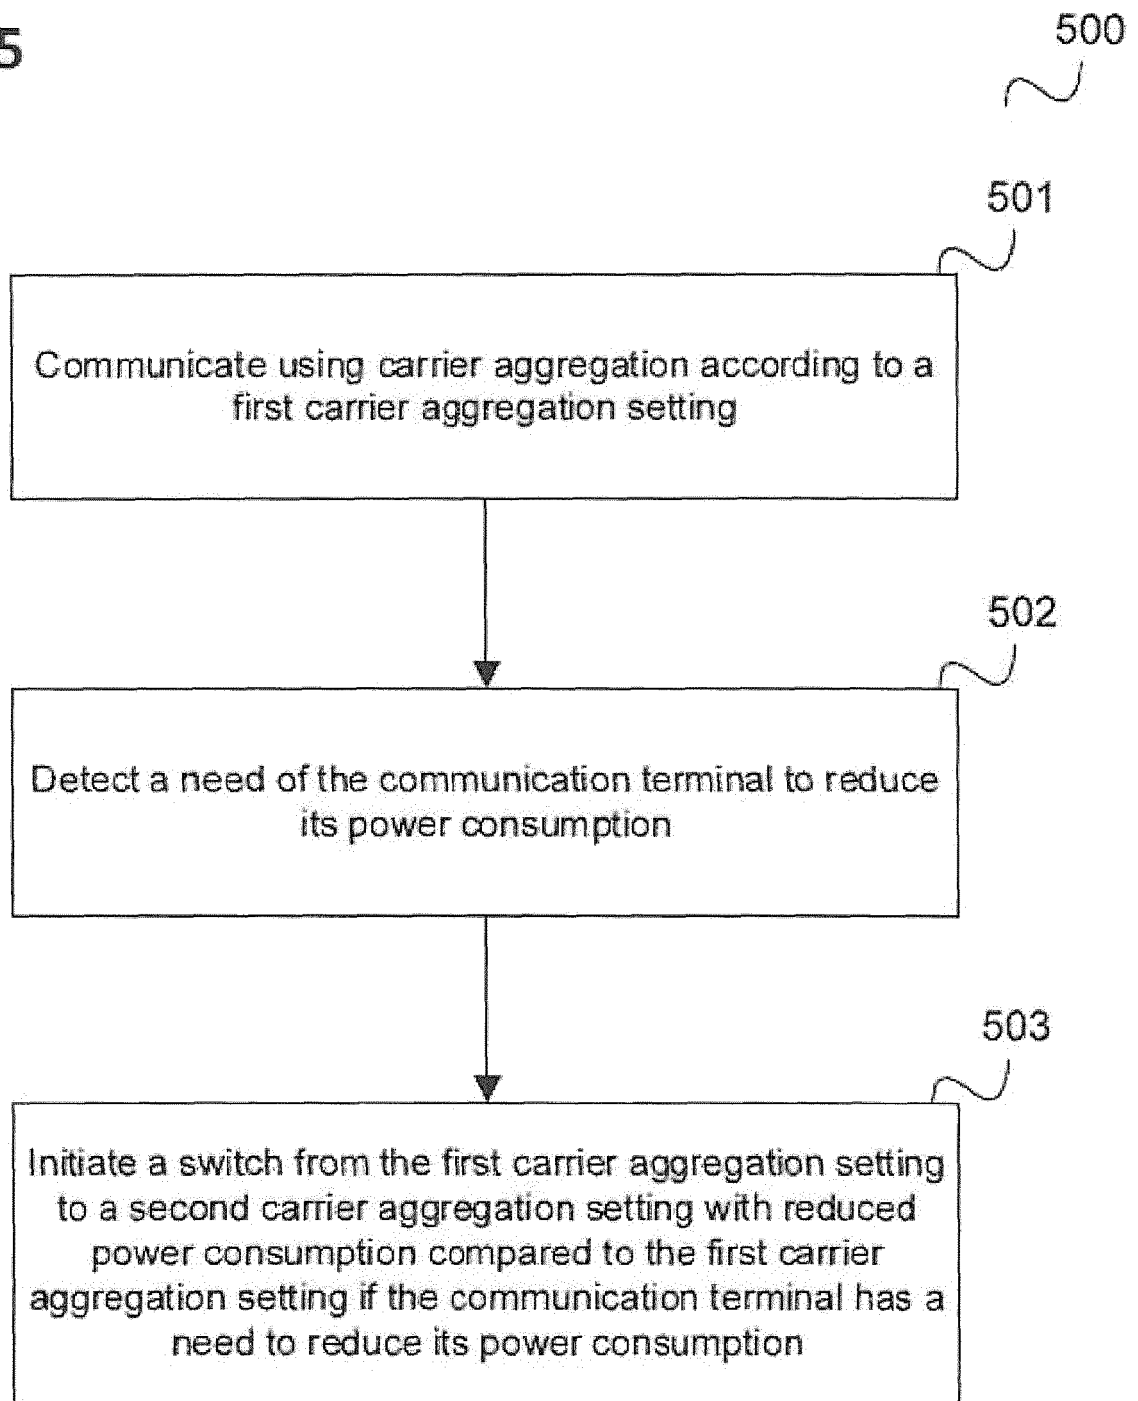 5
500
501
Communicate using carrier aggregation according to a
first carrier aggregation setting
502
Detect a need of the communication terminal to reduce
its power consumption
503
Initiate a switch from the first carrier aggregation setting
to a second carrier aggregation setting with reduced
power consumption compared to the first carrier
aggregation setting if the communication terminal has a
need to reduce its power consumption